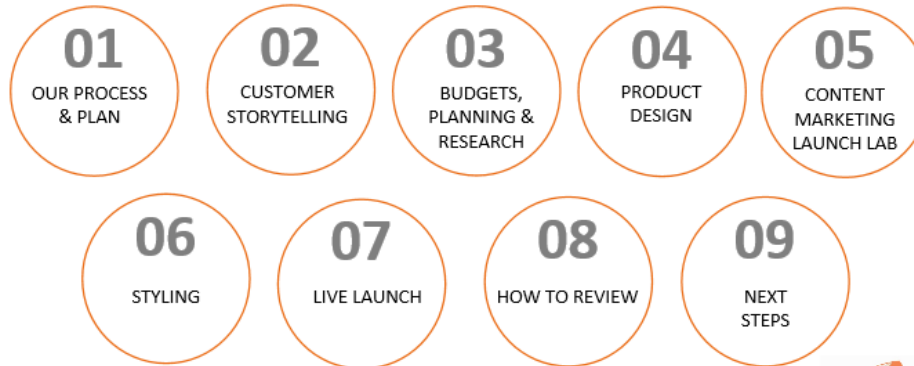 01
OUR PROCESS
& PLAN
02
CUSTOMER
STORYTELLING
03
BUDGETS,
PLANNING &
RESEARCH
04
PRODUCT
DESIGN
05
CONTENT
MARKETING
LAUNCH LAB
06
STYLING
07
LIVE LAUNCH
08
HOW TO REVIEW
09
NEXT
STEPS